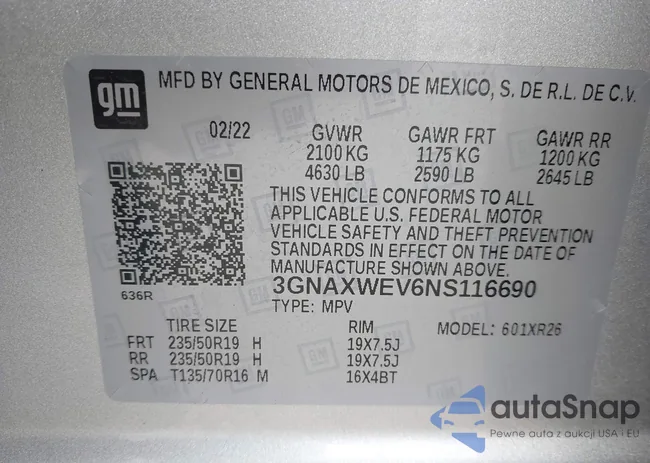 gm
MFD BY GENERAL MOTORS DE MEXICO, S. DE R.L. DE C.V.
02/22 GVWR GAWR FRT GAWR RR
2100 KG 1175 KG 1200 KG
4630 LB 2590 LB 2645 LB
THIS VEHICLE CONFORMS TO ALL
APPLICABLE U.S. FEDERAL MOTOR
VEHICLE SAFETY AND THEFT PREVENTION
STANDARDS IN EFFECT ON THE DATE OF
MANUFACTURE SHOWN ABOVE.
636R
3GNAXWEV6NS116690
TYPE: MPV
TIRE SIZE RIM MODEL: 601XR26
FRT 235/50R19 H 19X7.5J
RR 235/50R19 H 19X7.5J
SPA T135/70R16 M 16X4BT
autaSnap
Pewne auta z aukcji USA i EU